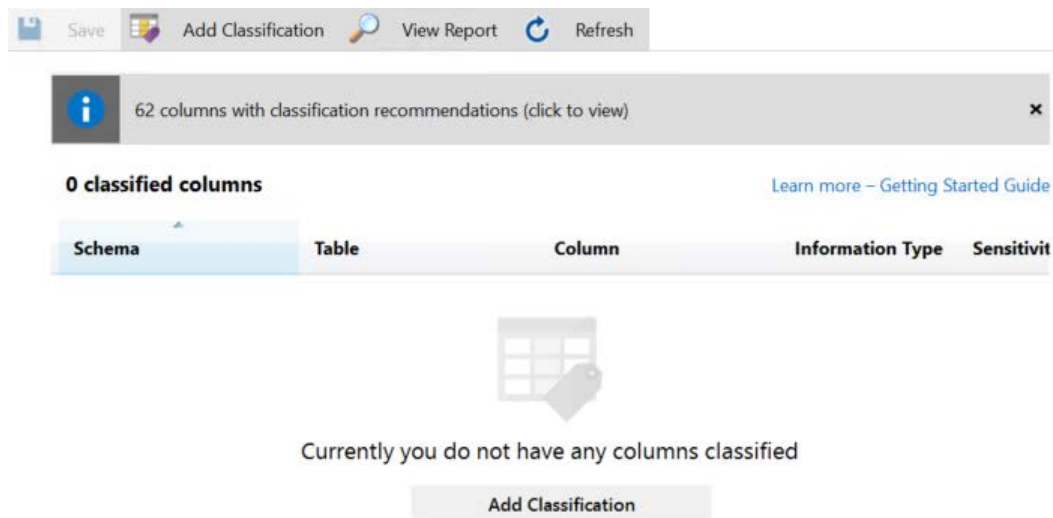 Save Add Classification View Report Refresh
62 columns with classification recommendations (click to view)
0 classified columns Learn more – Getting Started Guide
Schema Table Column Information Type Sensitivit
Currently you do not have any columns classified
Add Classification